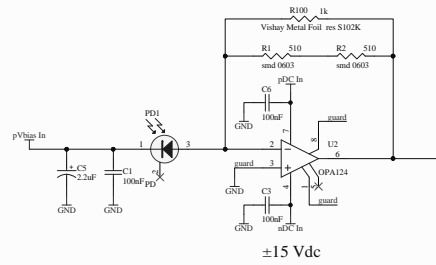 R100 1k
Vishay Metal Foil res S102K
R1 510 R2 510
smd 0603 smd 0603
pDC In
C6
GND 100nF
PD1
7
8 guard
U2
pVbias In
1 3
2
6
guard 3
2
PD
OPA124
C5
2.2uF
C1
100nF
GND
C3
4
1
5
guard
GND GND
GND 100nF
nDC In
±15 Vdc